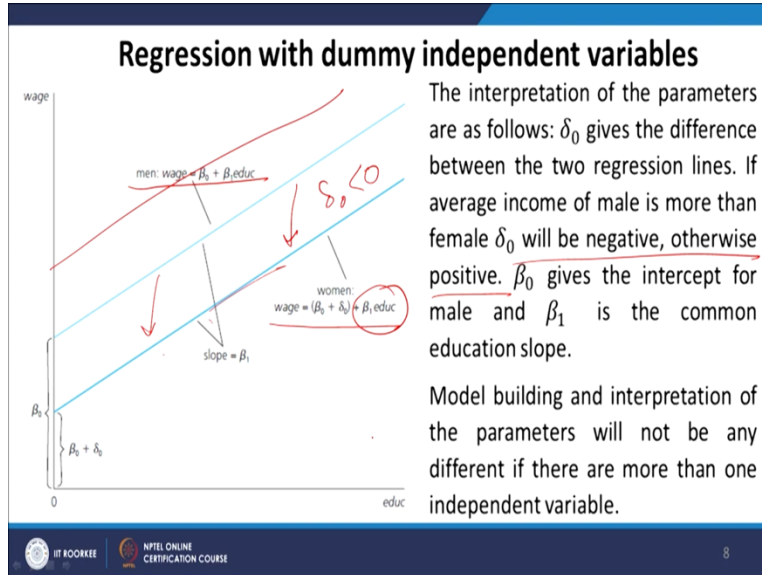 Regression with dummy independent variables
wage
men: wage = β₀ + β₁educ
δ₀<0
women:
wage = (β₀ + δ₀) + β₁ educ
slope = β₁
β₀
β₀ + δ₀
0
educ
The interpretation of the parameters
are as follows: δ₀ gives the difference
between the two regression lines. If
average income of male is more than
female δ₀ will be negative, otherwise
positive. β₀ gives the intercept for
male and β₁ is the common
education slope.
Model building and interpretation of
the parameters will not be any
different if there are more than one
independent variable.
IIT ROORKEE
NPTEL ONLINE
CERTIFICATION COURSE
8